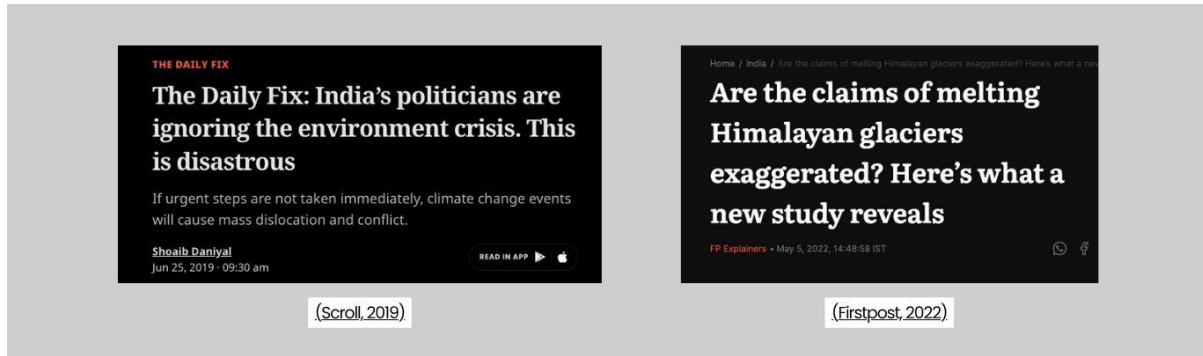 THE DAILY FIX
The Daily Fix: India's politicians are
ignoring the environment crisis. This
is disastrous
If urgent steps are not taken immediately, climate change events
will cause mass dislocation and conflict.
Shoaib Daniyal
Jun 25, 2019 · 09:30 am
READ IN APP
(Scroll, 2019)
Home / India / Are the claims of melting Himalayan glaciers exaggerated? Here's what a new
Are the claims of melting
Himalayan glaciers
exaggerated? Here's what a
new study reveals
FP Explainers • May 5, 2022, 14:48:58 IST
(Firstpost, 2022)